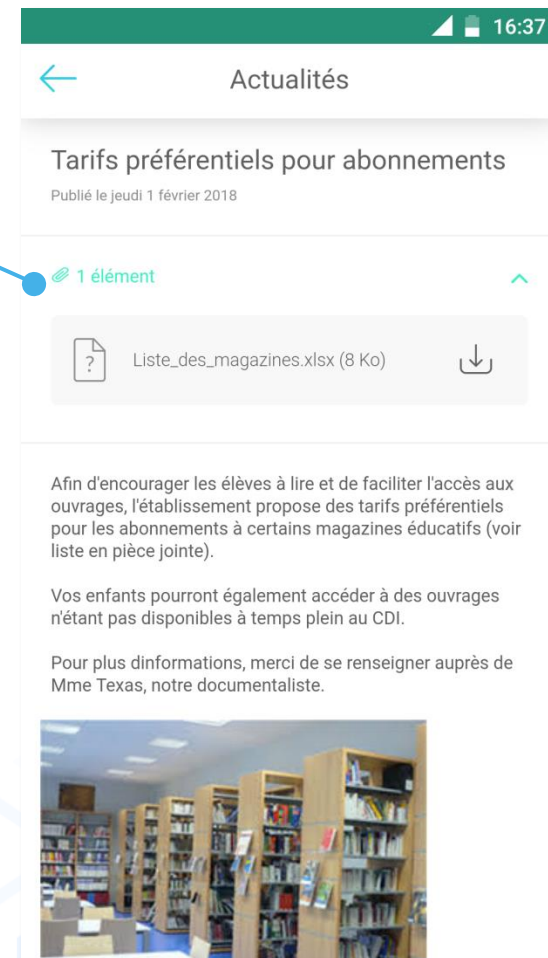 16:37
Actualités
Tarifs préférentiels pour abonnements
Publié le jeudi 1 février 2018
1 élément
?
Liste_des_magazines.xlsx (8 Ko)
Afin d'encourager les élèves à lire et de faciliter l'accès aux
ouvrages, l'établissement propose des tarifs préférentiels
pour les abonnements à certains magazines éducatifs (voir
liste en pièce jointe).
Vos enfants pourront également accéder à des ouvrages
n'étant pas disponibles à temps plein au CDI.
Pour plus dinformations, merci de se renseigner auprès de
Mme Texas, notre documentaliste.